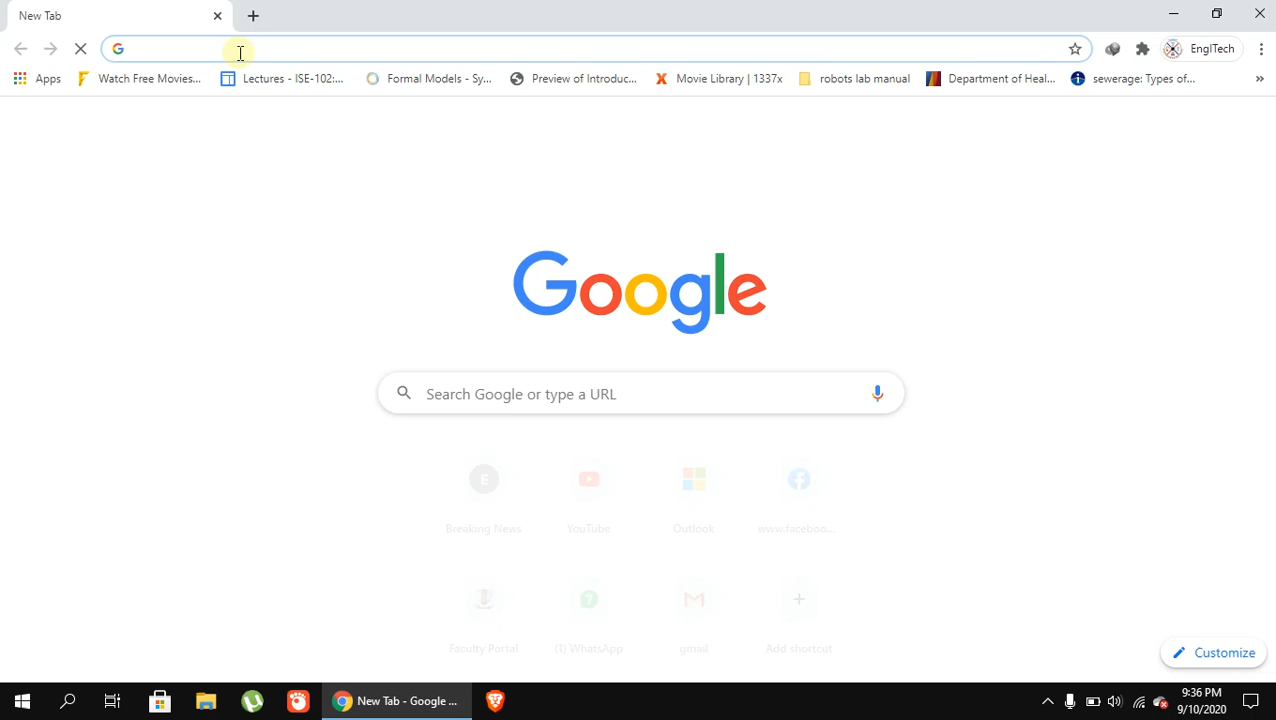 New Tab
EnglTech
Apps
Watch Free Movies...
Lectures - ISE-102:...
Formal Models - Sy...
Preview of Introduc...
Movie Library | 1337x
robots lab manual
Department of Heal...
sewerage: Types of...
»
Google
Search Google or type a URL
E
Breaking News
YouTube
Outlook
www.faceboo...
Faculty Portal
7
(1) WhatsApp
gmail
Add shortcut
Customize
New Tab - Google ...
9:36 PM
9/10/2020